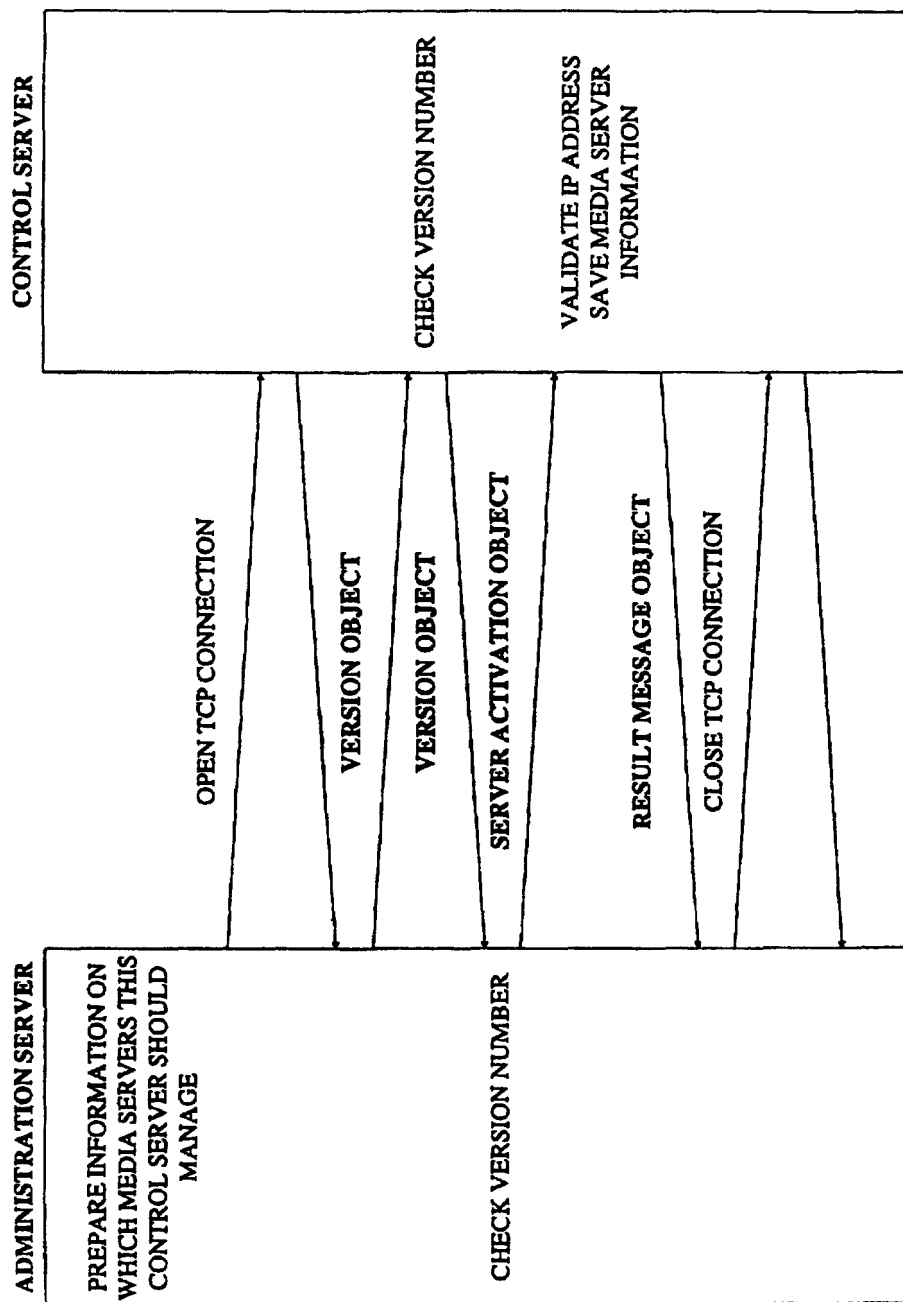 ADMINISTRATION SERVER
PREPARE INFORMATION ON
WHICH MEDIA SERVERS THIS
CONTROL SERVER SHOULD
MANAGE
CHECK VERSION NUMBER
OPEN TCP CONNECTION
VERSION OBJECT
VERSION OBJECT
SERVER ACTIVATION OBJECT
RESULT MESSAGE OBJECT
CLOSE TCP CONNECTION
CONTROL SERVER
CHECK VERSION NUMBER
VALIDATE IP ADDRESS
SAVE MEDIA SERVER
INFORMATION